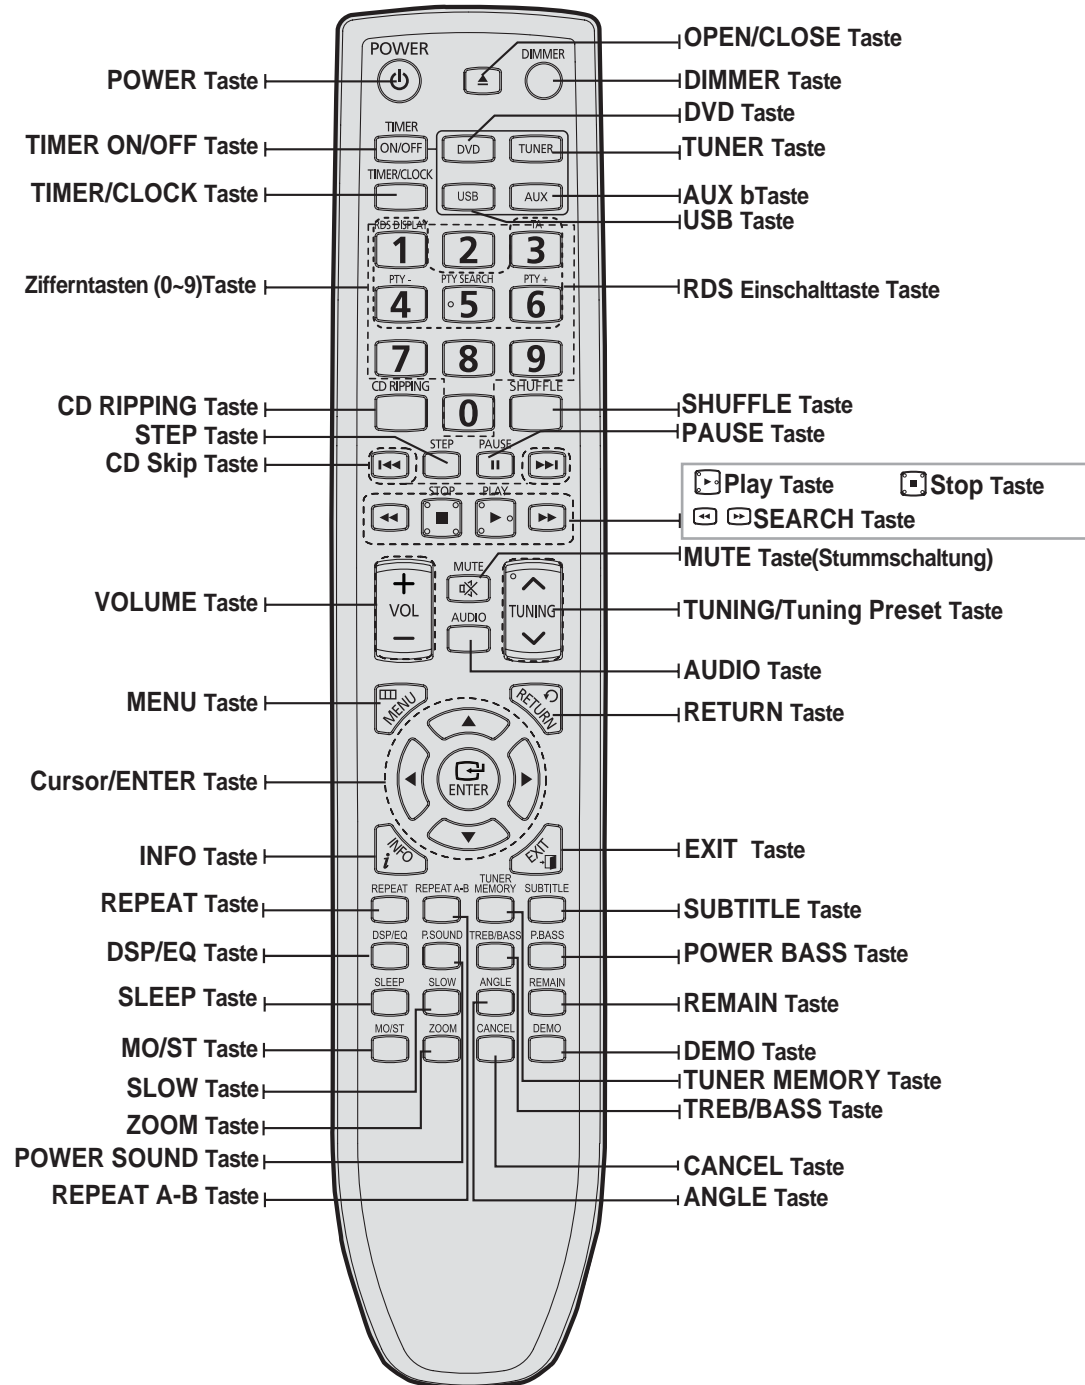 POWER Taste
TIMER ON/OFF Taste
TIMER/CLOCK Taste
Zifferntasten (0~9)Taste
CD RIPPING Taste
STEP Taste
CD Skip Taste
VOLUME Taste
MENU Taste
Cursor/ENTER Taste
INFO Taste
REPEAT Taste
DSP/EQ Taste
SLEEP Taste
MO/ST Taste
SLOW Taste
ZOOM Taste
POWER SOUND Taste
REPEAT A-B Taste
POWER
DIMMER
TIMER
ON/OFF DVD TUNER
TIMER/CLOCK
USB AUX
RDS DISPLAY TA
1 2 3
PTY - PTY SEARCH PTY +
4 5 6
7 8 9
CD RIPPING SHUFFLE
0
STEP PAUSE
STOP PLAY
MUTE
VOL TUNING
AUDIO
MENU RETURN
ENTER
INFO EXIT
TUNER
REPEAT REPEAT A-B MEMORY SUBTITLE
DSP/EQ P.SOUND TREB/BASS P.BASS
SLEEP SLOW ANGLE REMAIN
MO/ST ZOOM CANCEL DEMO
OPEN/CLOSE Taste
DIMMER Taste
DVD Taste
TUNER Taste
AUX bTaste
USB Taste
RDS Einschalttaste Taste
SHUFFLE Taste
PAUSE Taste
Play Taste Stop Taste
SEARCH Taste
MUTE Taste(Stummschaltung)
TUNING/Tuning Preset Taste
AUDIO Taste
RETURN Taste
EXIT Taste
SUBTITLE Taste
POWER BASS Taste
REMAIN Taste
DEMO Taste
TUNER MEMORY Taste
TREB/BASS Taste
CANCEL Taste
ANGLE Taste